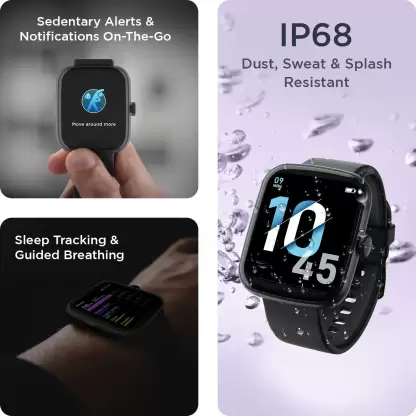 Sedentary Alerts &
Notifications On-The-Go
Move around more
Sleep Tracking &
Guided Breathing
IP68
Dust, Sweat & Splash
Resistant
09
10
45